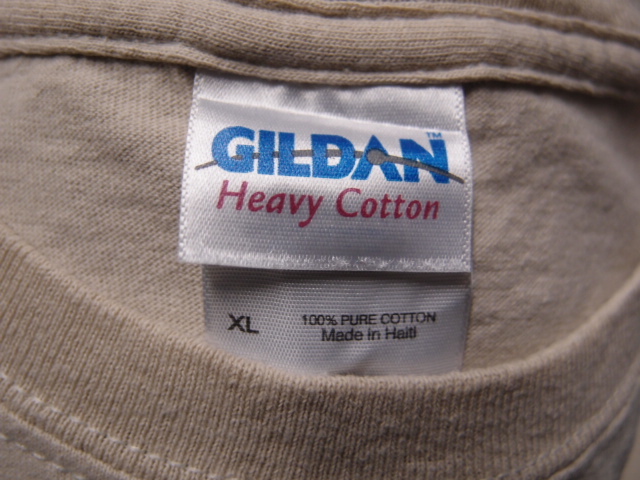 GILDAN™
Heavy Cotton
XL
100% PURE COTTON
Made in Haiti